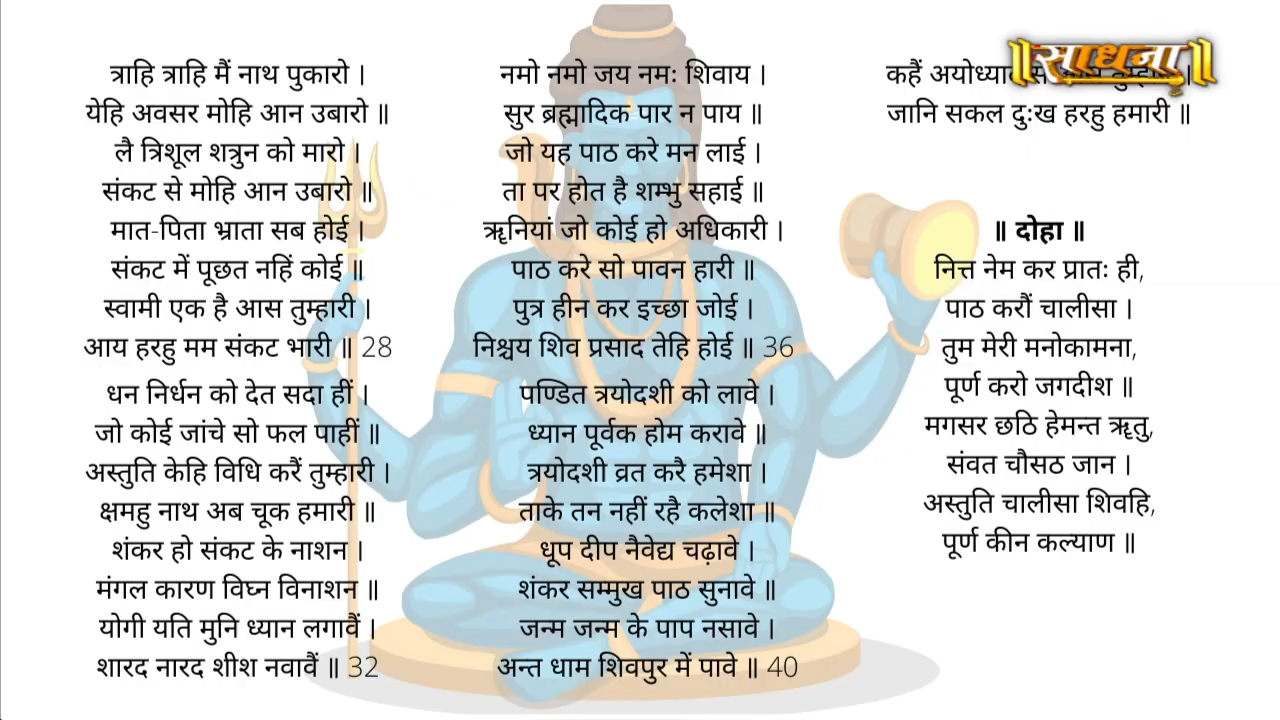 त्राहि त्राहि मैं नाथ पुकारो ।
येहि अवसर मोहि आन उबारो ॥
लै त्रिशूल शत्रुन को मारो ।
संकट से मोहि आन उबारो ॥
मात-पिता भ्राता सब होई ।
संकट में पूछत नहिं कोई ॥
स्वामी एक है आस तुम्हारी ।
आय हरहु मम संकट भारी ॥ 28
धन निर्धन को देत सदा हीं ।
जो कोई जांचे सो फल पाहीं ॥
अस्तुति केहि विधि करैं तुम्हारी ।
क्षमहु नाथ अब चूक हमारी ॥
शंकर हो संकट के नाशन ।
मंगल कारण विघ्न विनाशन ॥
योगी यति मुनि ध्यान लगावैं ।
शारद नारद शीश नवावैं ॥ 32
नमो नमो जय नमः शिवाय ।
सुर ब्रह्मादिक पार न पाय ॥
जो यह पाठ करे मन लाई ।
ता पर होत है शम्भु सहाई ॥
ॠनियां जो कोई हो अधिकारी ।
पाठ करे सो पावन हारी ॥
पुत्र हीन कर इच्छा जोई ।
निश्चय शिव प्रसाद तेहि होई ॥ 36
पण्डित त्रयोदशी को लावे ।
ध्यान पूर्वक होम करावे ॥
त्रयोदशी व्रत करै हमेशा ।
ताके तन नहीं रहै कलेशा ॥
धूप दीप नैवेद्य चढ़ावे ।
शंकर सम्मुख पाठ सुनावे ॥
जन्म जन्म के पाप नसावे ।
अन्त धाम शिवपुर में पावे ॥ 40
॥साधना॥
कहैं अयोध्या
जानि सकल दुःख हरहु हमारी ॥
॥ दोहा ॥
नित्त नेम कर प्रातः ही,
पाठ करौं चालीसा ।
तुम मेरी मनोकामना,
पूर्ण करो जगदीश ॥
मगसर छठि हेमन्त ॠतु,
संवत चौसठ जान ।
अस्तुति चालीसा शिवहि,
पूर्ण कीन कल्याण ॥